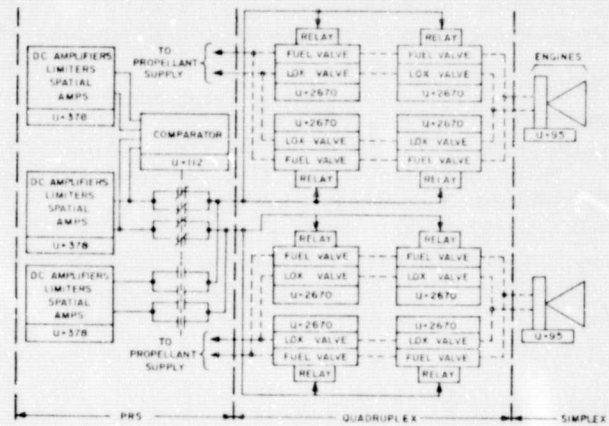 DC AMPLIFIERS
LIMITERS
SPATIAL
AMPS
U=378
DC AMPLIFIERS
LIMITERS
SPATIAL
AMPS
U=378
DC AMPLIFIERS
LIMITERS
SPATIAL
AMPS
U=378
COMPARATOR
U=112
TO
PROPELLANT
SUPPLY
RELAY
FUEL VALVE
LOX VALVE
U=2670
RELAY
FUEL VALVE
LOX VALVE
U=2670
U=2670
LOX VALVE
FUEL VALVE
RELAY
U=2670
LOX VALVE
FUEL VALVE
RELAY
ENGINES
U=95
RELAY
FUEL VALVE
LOX VALVE
U=2670
RELAY
FUEL VALVE
LOX VALVE
U=2670
TO
PROPELLANT
SUPPLY
U=2670
LOX VALVE
FUEL VALVE
RELAY
U=2670
LOX VALVE
FUEL VALVE
RELAY
U=95
PRS
QUADRUPLEX
SIMPLEX